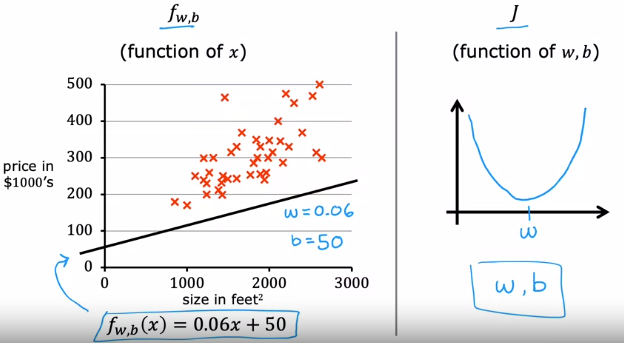 f_{w,b}
(function of x)
500
400
300
200
100
0
price in
$1000's
w=0.06
b=50
0 1000 2000 3000
size in feet²
f_{w,b}(x) = 0.06x + 50
J
(function of w, b)
w
w,b